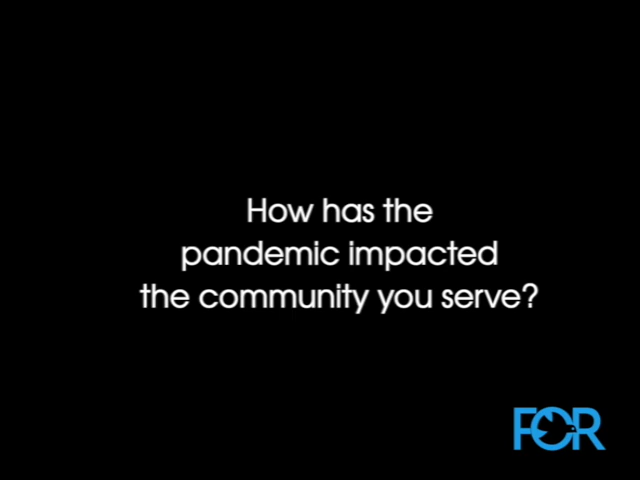 How has the
pandemic impacted
the community you serve?
FOR